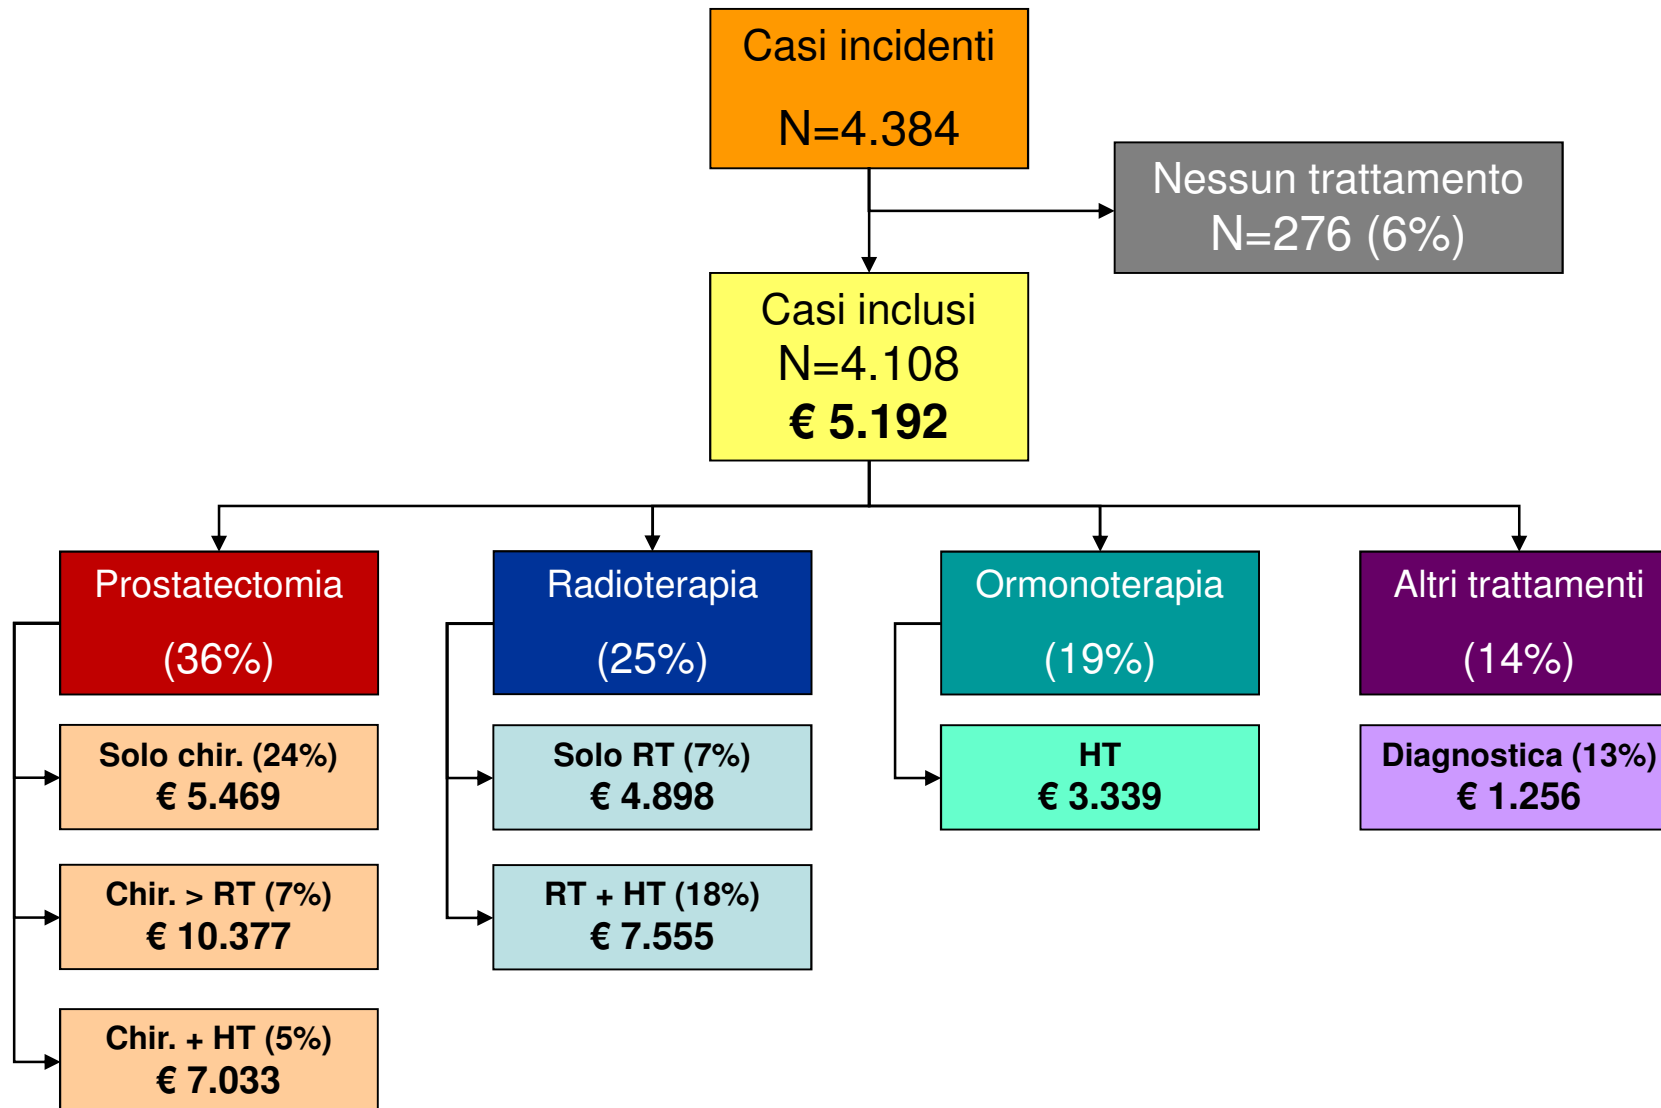 Casi incidenti
N=4.384
Nessun trattamento
N=276 (6%)
Casi inclusi
N=4.108
€ 5.192
Prostatectomia
(36%)
Radioterapia
(25%)
Ormonoterapia
(19%)
Altri trattamenti
(14%)
Solo chir. (24%)
€ 5.469
Solo RT (7%)
€ 4.898
HT
€ 3.339
Diagnostica (13%)
€ 1.256
Chir. > RT (7%)
€ 10.377
RT + HT (18%)
€ 7.555
Chir. + HT (5%)
€ 7.033